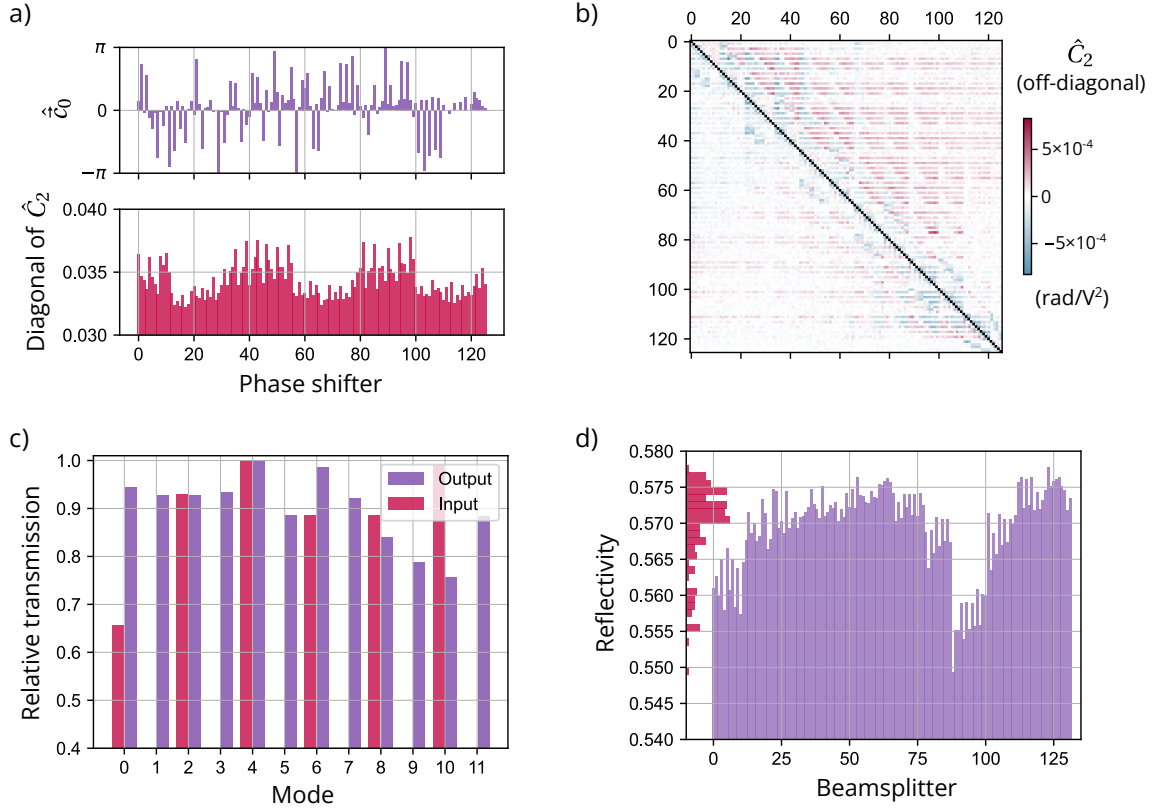 a)
π
0
−π
ĉ⃗₀
0.040
0.035
0.030
Diagonal of Ĉ₂
0 20 40 60 80 100 120
Phase shifter
b)
0 20 40 60 80 100 120
0
20
40
60
80
100
120
Ĉ₂
(off-diagonal)
5×10⁻⁴
0
−5×10⁻⁴
(rad/V²)
c)
1.0
0.9
0.8
0.7
0.6
0.5
0.4
Relative transmission
Output
Input
0 1 2 3 4 5 6 7 8 9 10 11
Mode
d)
0.580
0.575
0.570
0.565
0.560
0.555
0.550
0.545
0.540
Reflectivity
0 25 50 75 100 125
Beamsplitter